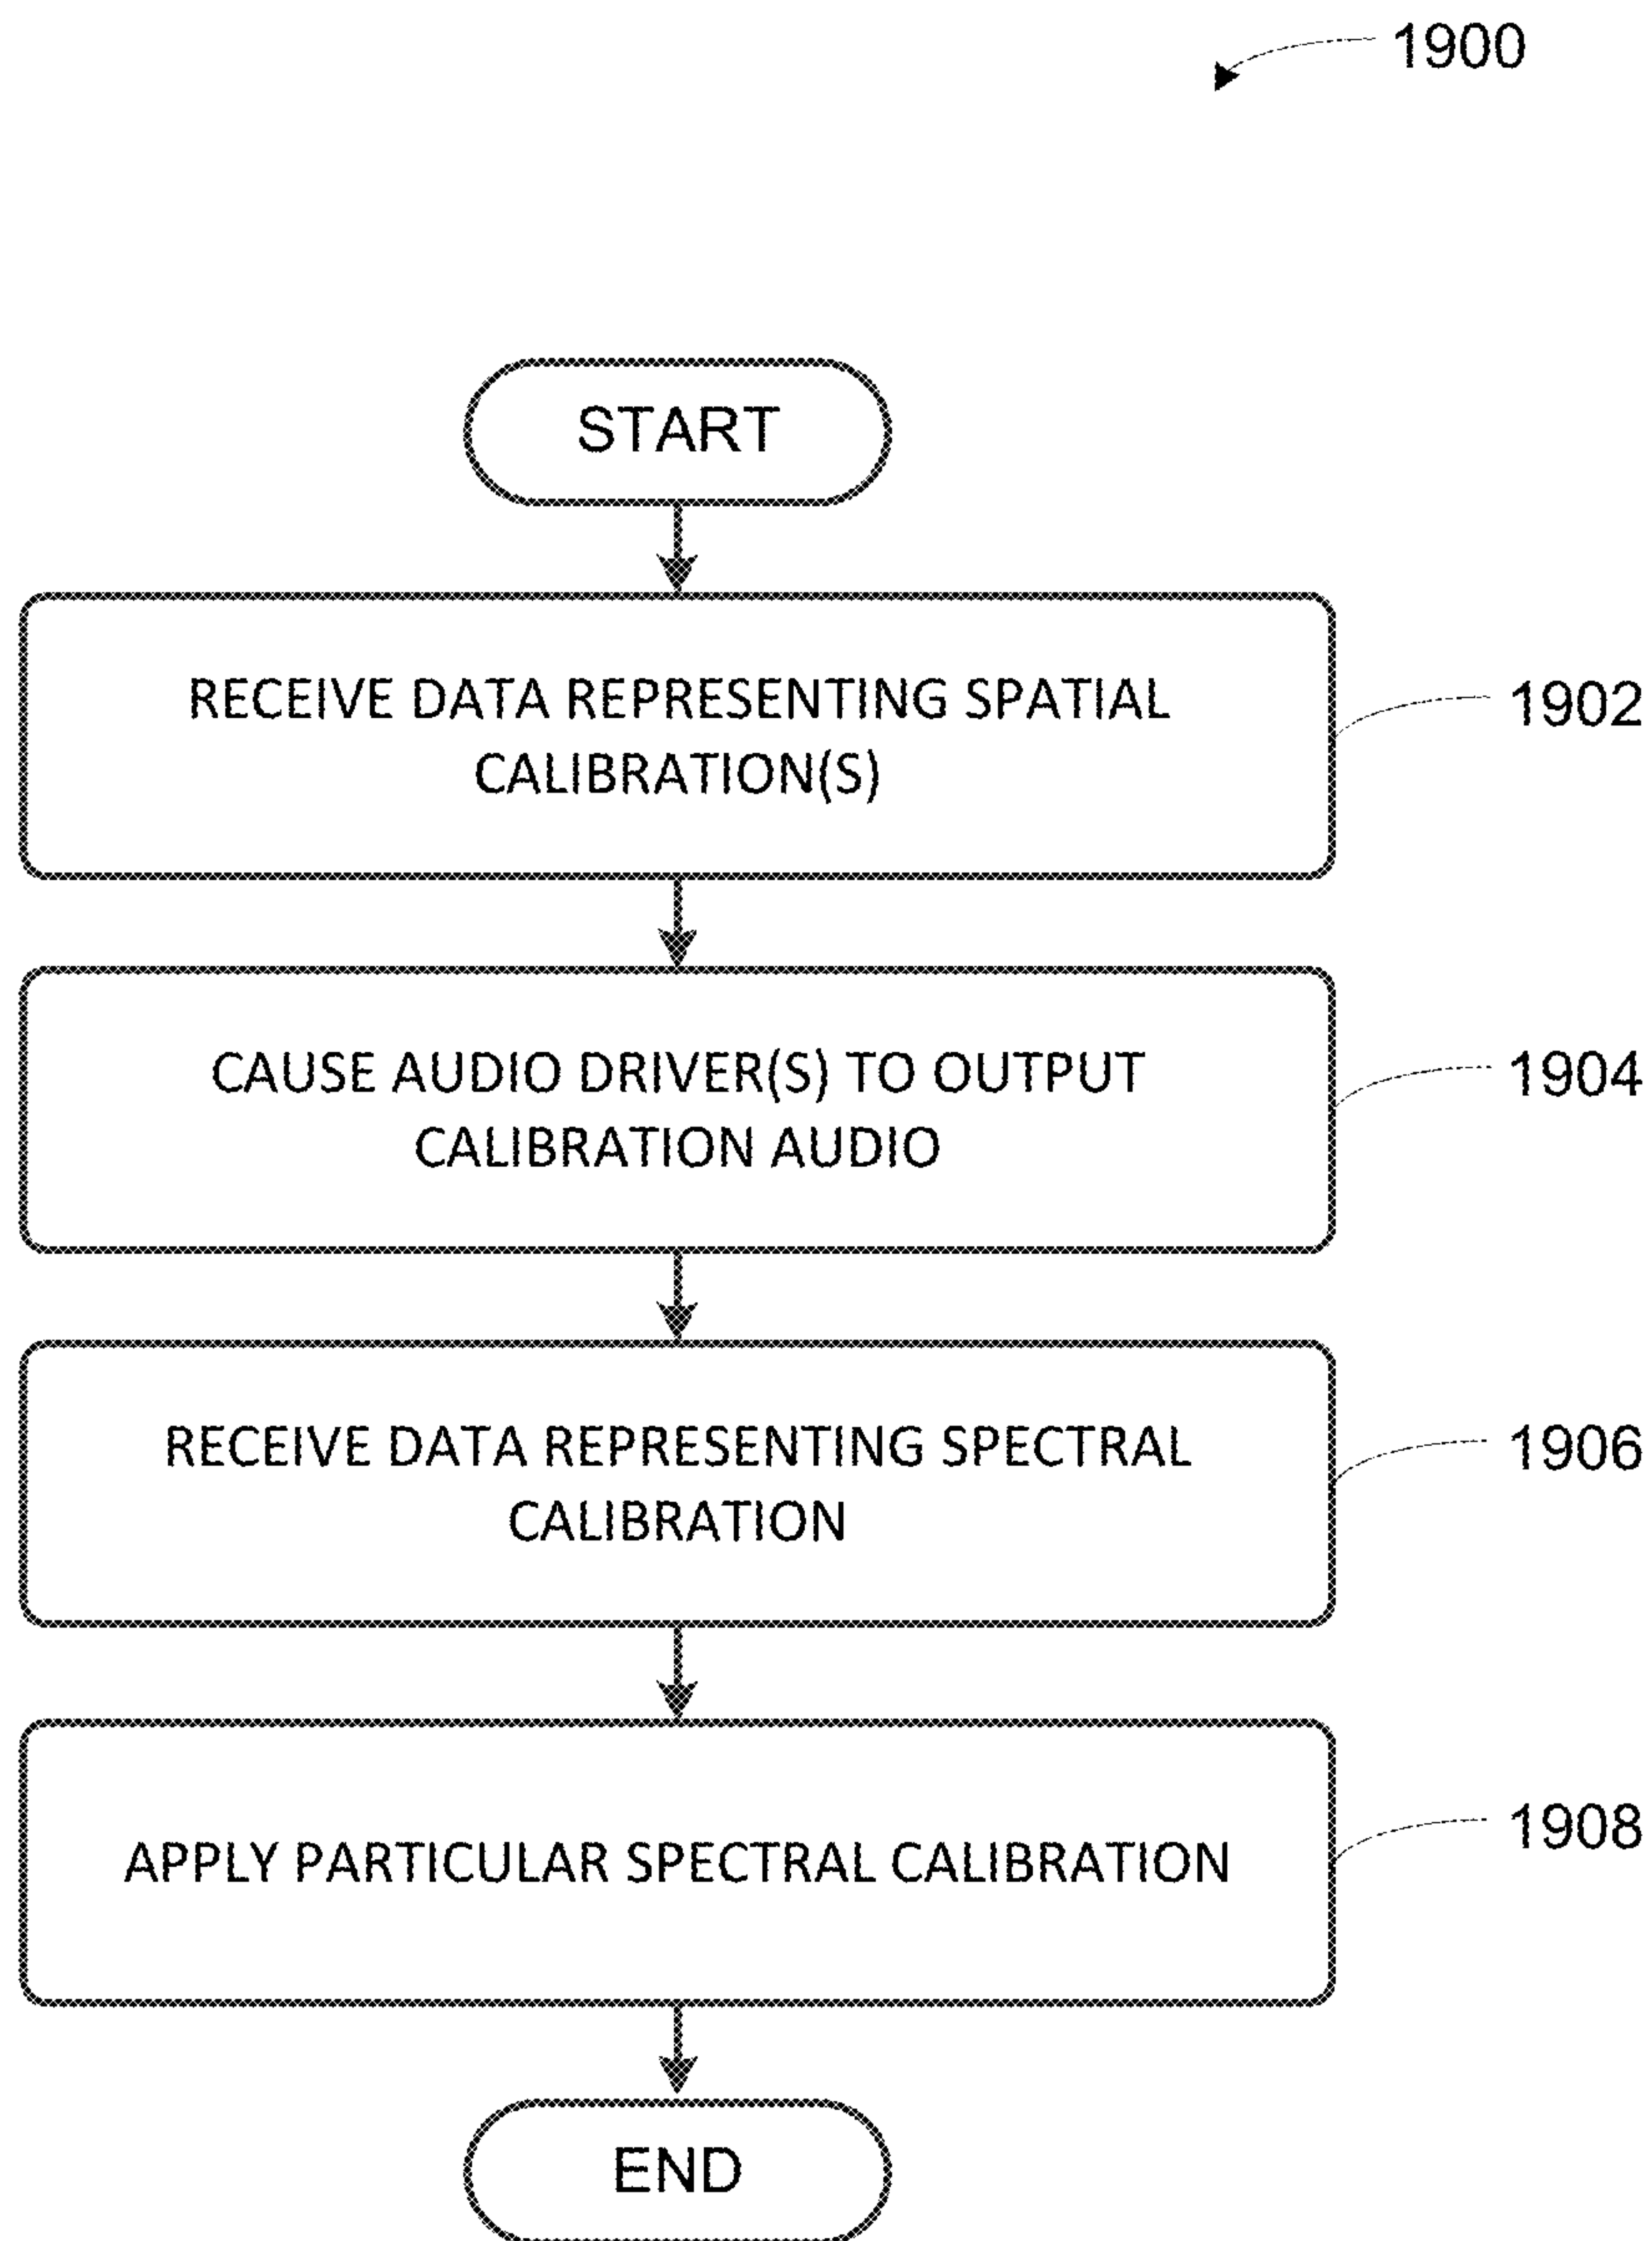 1900
START
RECEIVE DATA REPRESENTING SPATIAL
CALIBRATION(S)
1902
CAUSE AUDIO DRIVER(S) TO OUTPUT
CALIBRATION AUDIO
1904
RECEIVE DATA REPRESENTING SPECTRAL
CALIBRATION
1906
APPLY PARTICULAR SPECTRAL CALIBRATION
1908
END